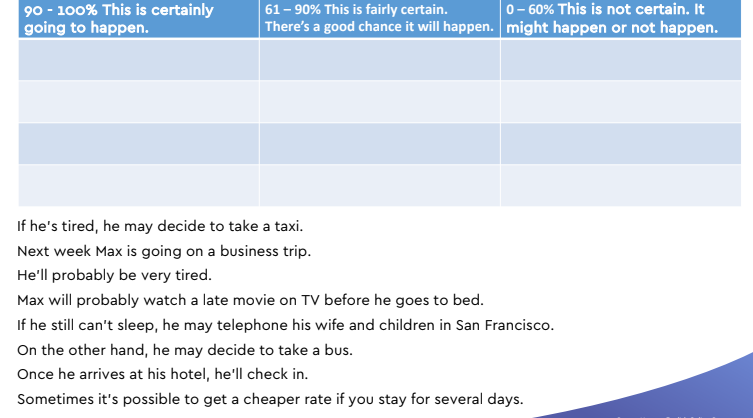 90 - 100% This is certainly
going to happen.
61 – 90% This is fairly certain.
There's a good chance it will happen.
0 – 60% This is not certain. It
might happen or not happen.
If he's tired, he may decide to take a taxi.
Next week Max is going on a business trip.
He'll probably be very tired.
Max will probably watch a late movie on TV before he goes to bed.
If he still can't sleep, he may telephone his wife and children in San Francisco.
On the other hand, he may decide to take a bus.
Once he arrives at his hotel, he'll check in.
Sometimes it's possible to get a cheaper rate if you stay for several days.